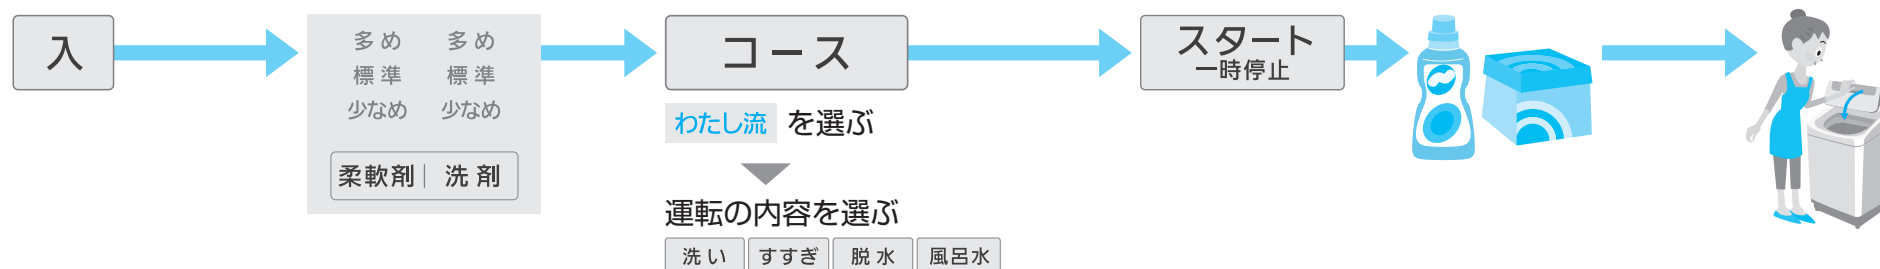 入
多め 多め
標準 標準
少なめ 少なめ
柔軟剤 洗剤
コース
わたし流 を選ぶ
運転の内容を選ぶ
洗い すすぎ 脱水 風呂水
スタート
一時停止